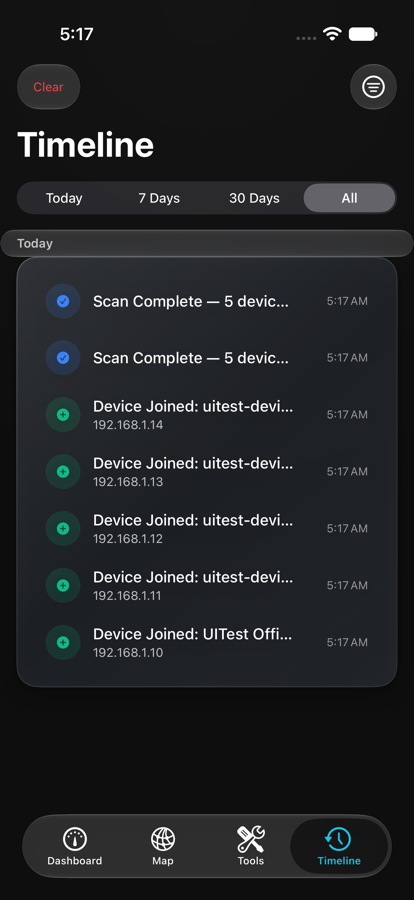 5:17
Clear
Timeline
Today
7 Days
30 Days
All
Today
Scan Complete — 5 devic...
5:17 AM
Scan Complete — 5 devic...
5:17 AM
Device Joined: uitest-devi...
192.168.1.14
5:17 AM
Device Joined: uitest-devi...
192.168.1.13
5:17 AM
Device Joined: uitest-devi...
192.168.1.12
5:17 AM
Device Joined: uitest-devi...
192.168.1.11
5:17 AM
Device Joined: UITest Offi...
192.168.1.10
5:17 AM
Dashboard
Map
Tools
Timeline